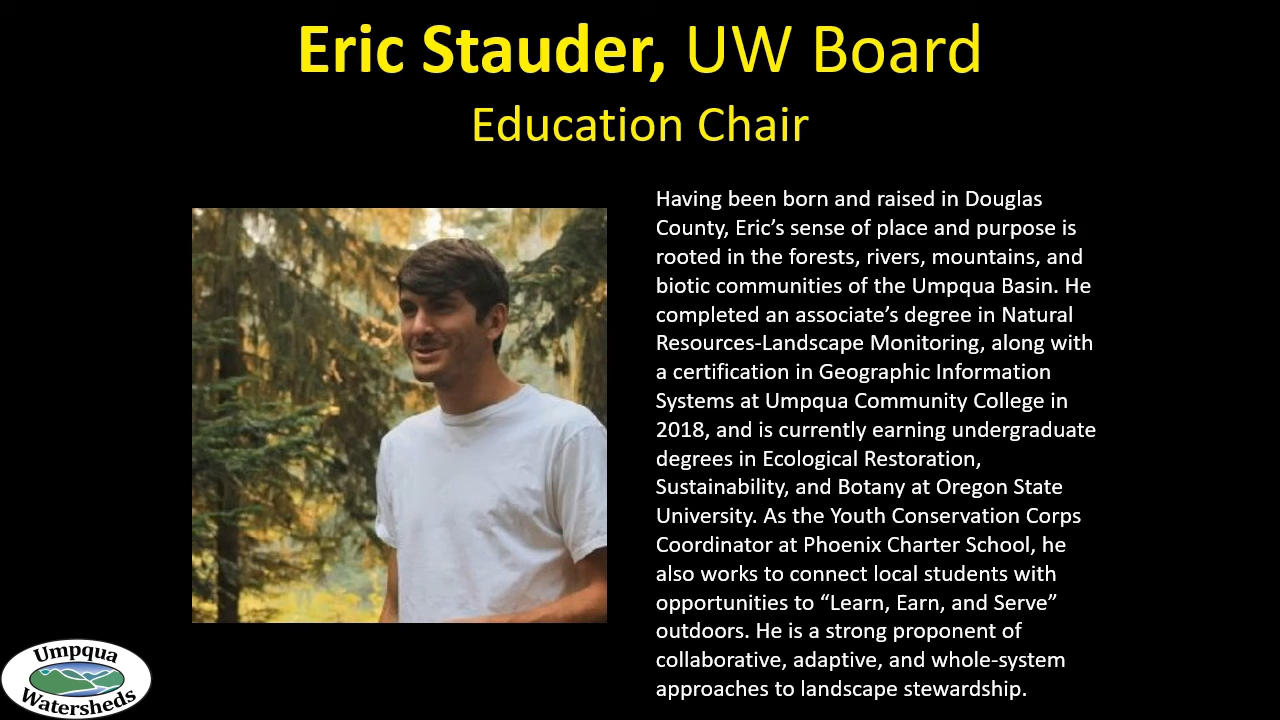 Eric Stauder, UW Board
Education Chair
Having been born and raised in Douglas
County, Eric’s sense of place and purpose is
rooted in the forests, rivers, mountains, and
biotic communities of the Umpqua Basin. He
completed an associate’s degree in Natural
Resources-Landscape Monitoring, along with
a certification in Geographic Information
Systems at Umpqua Community College in
2018, and is currently earning undergraduate
degrees in Ecological Restoration,
Sustainability, and Botany at Oregon State
University. As the Youth Conservation Corps
Coordinator at Phoenix Charter School, he
also works to connect local students with
opportunities to “Learn, Earn, and Serve”
outdoors. He is a strong proponent of
collaborative, adaptive, and whole-system
approaches to landscape stewardship.
Umpqua
Watersheds